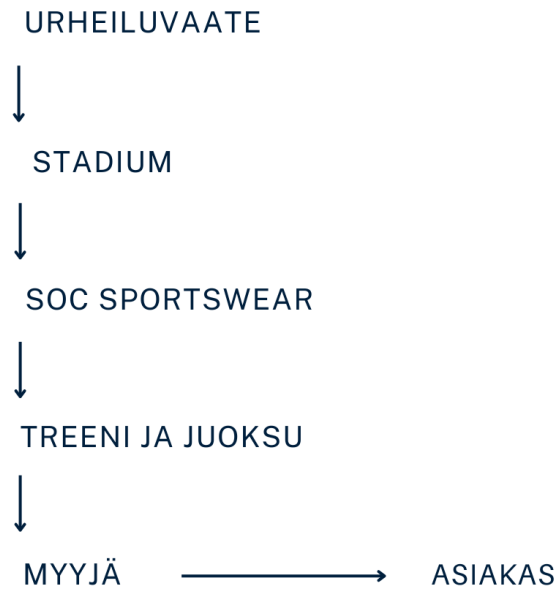 URHEILUVAATE
STADIUM
SOC SPORTSWEAR
TREENI JA JUOKSU
MYYJÄ
ASIAKAS